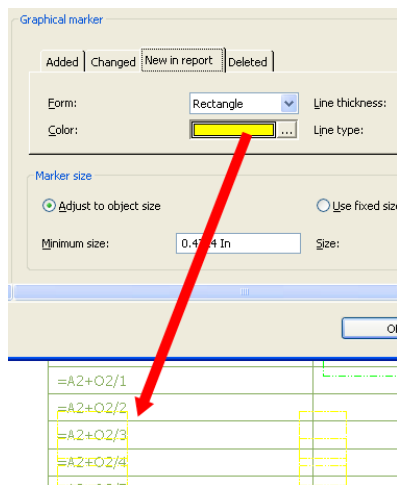 Graphical marker
Added Changed New in report Deleted
Form: Rectangle Line thickness:
Color: ... Line type:
Marker size
Adjust to object size Use fixed size
Minimum size: In Size:
=A2+O2/1
=A2+O2/2
=A2+O2/3
=A2+O2/4